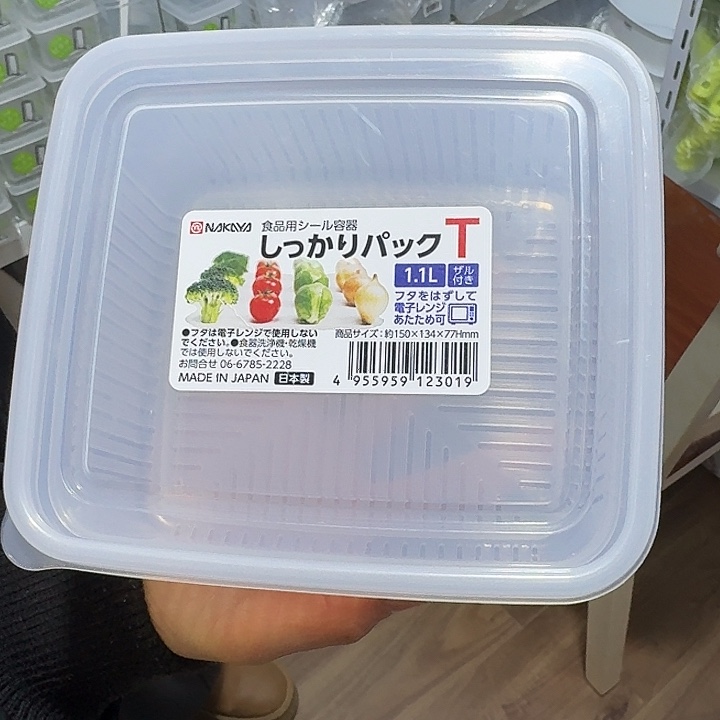 NAKAYA 食品用シール容器
しっかりパック T
1.1L ザル付き
フタをはずして
電子レンジ
あたため可
●フタは電子レンジで使用しない
でください。●食器洗浄機・乾燥機
では使用しないでください。
お問合せ 06-6785-2228
MADE IN JAPAN 日本製
商品サイズ:約150×134×77Hmm
4 955959 123019